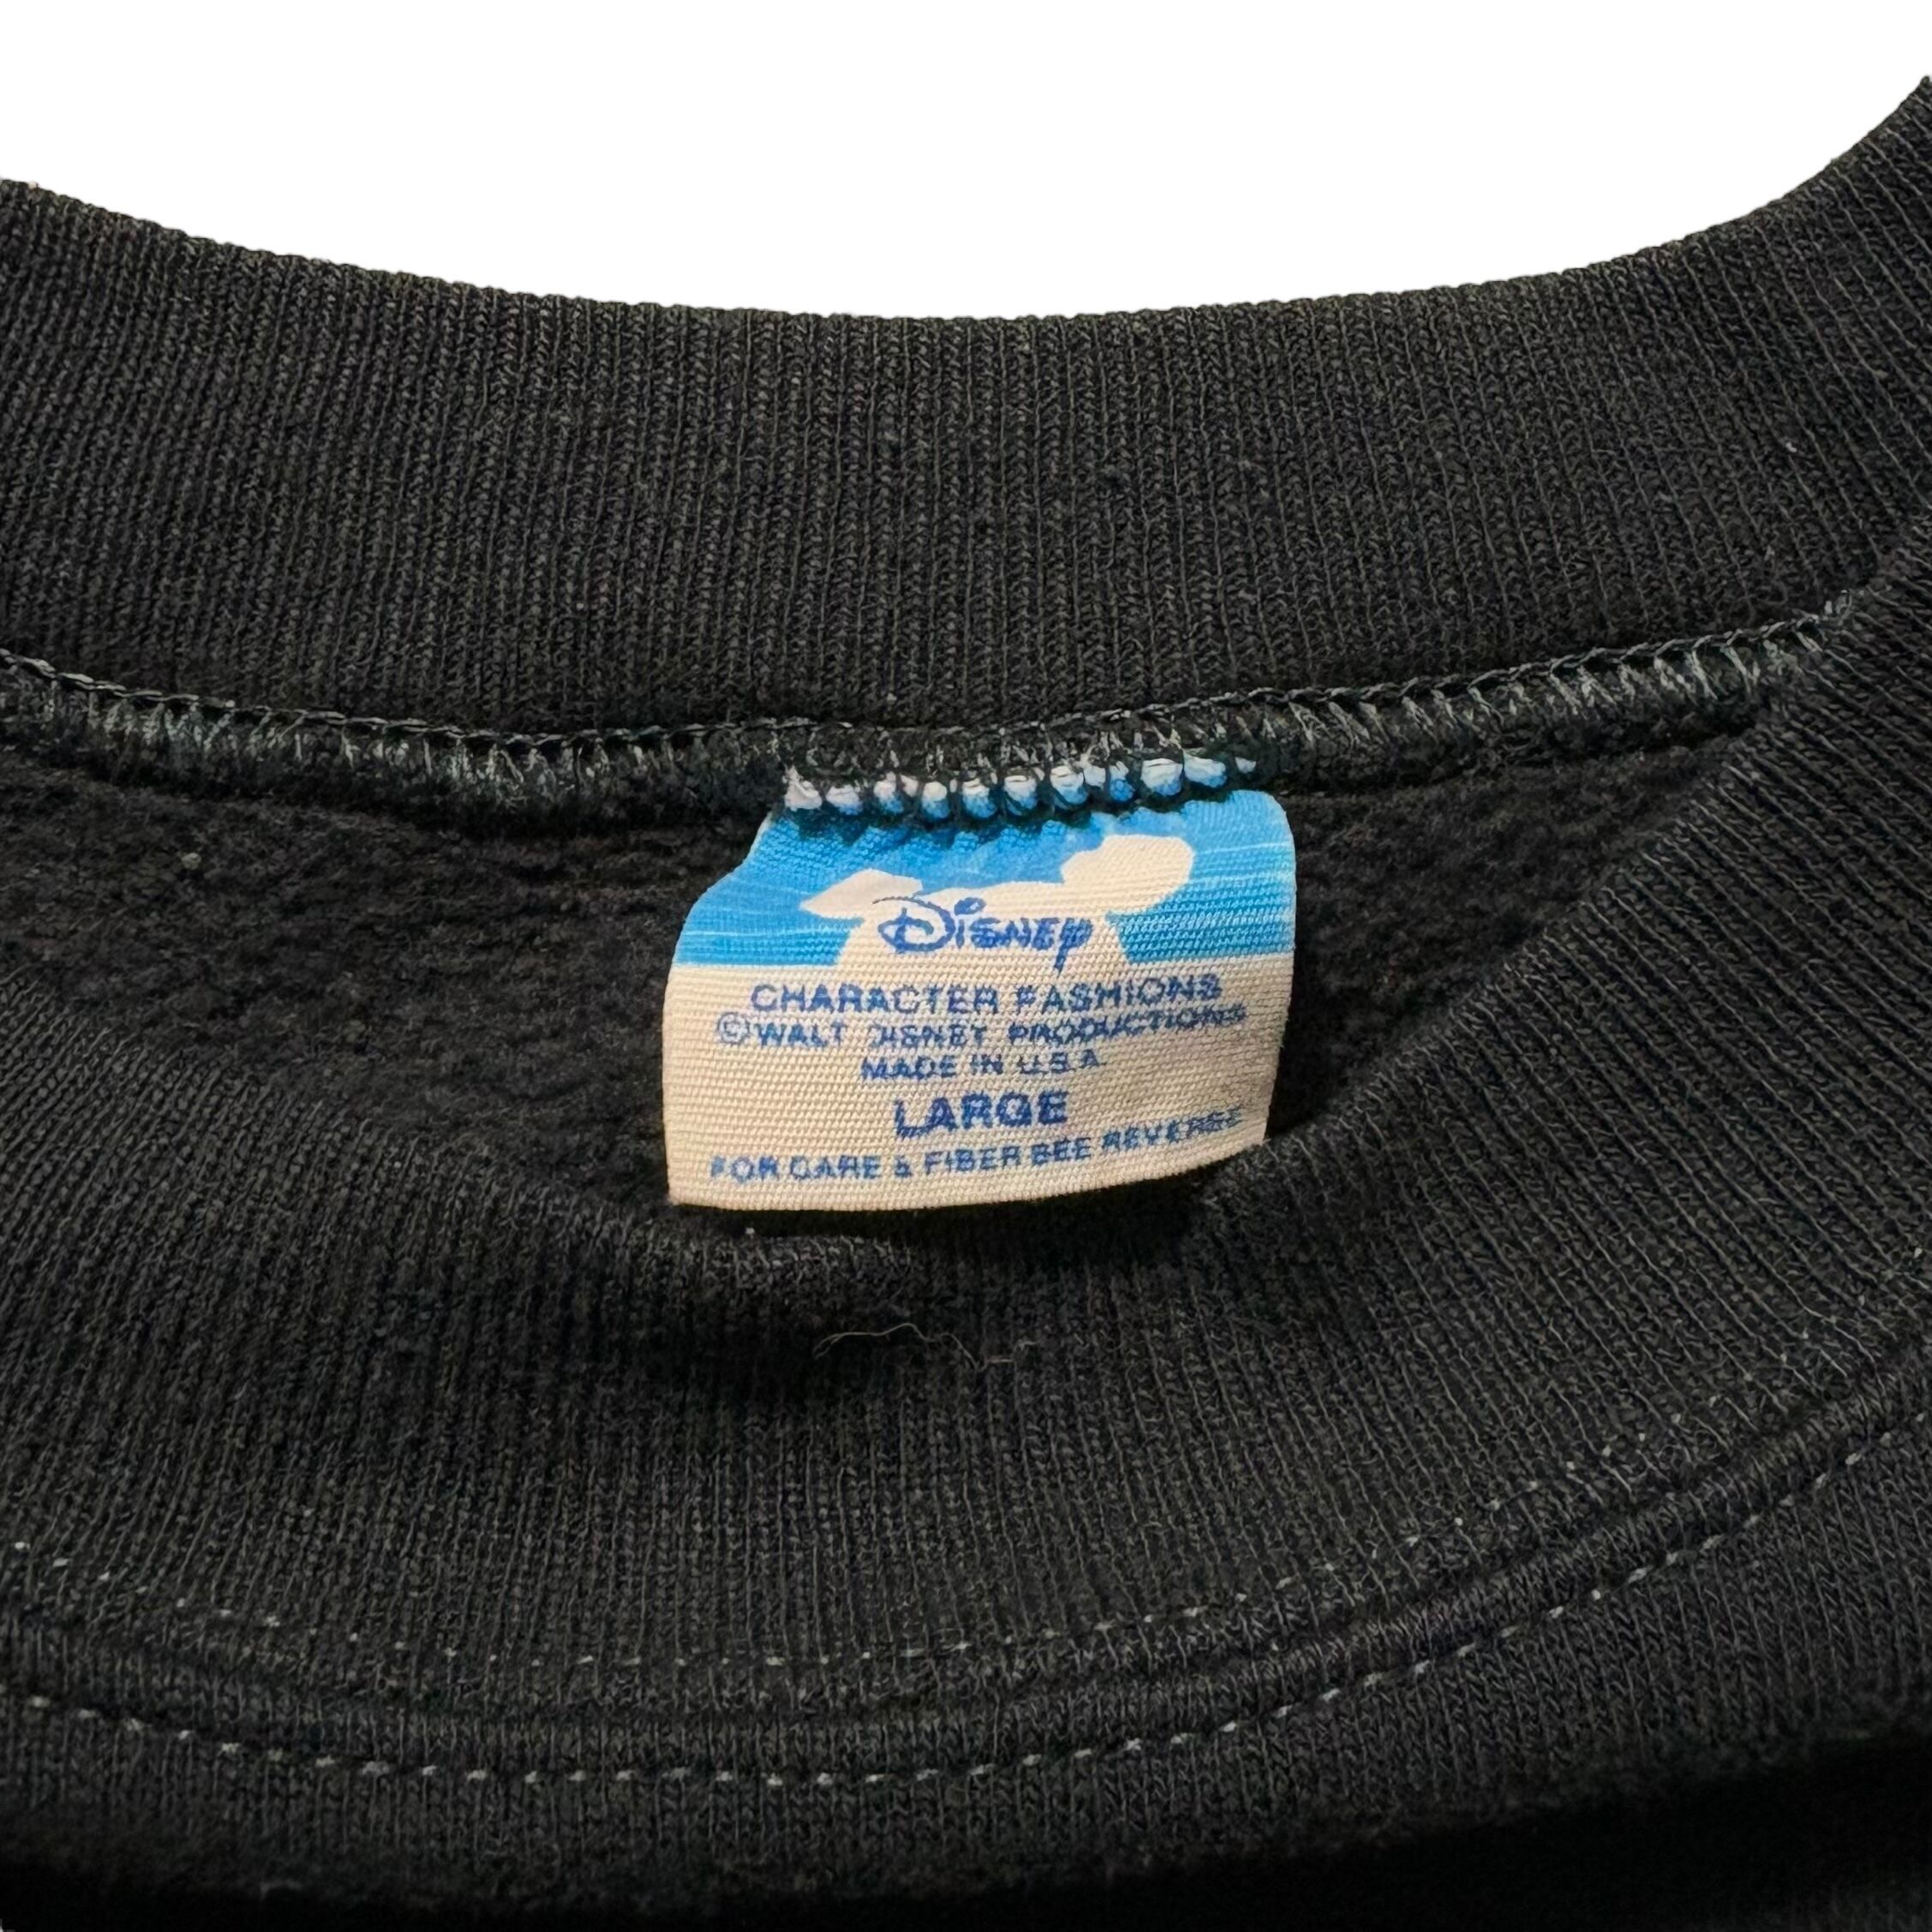 Disney
CHARACTER FASHIONS
©WALT DISNEY PRODUCTIONS
MADE IN U.S.A.
LARGE
FOR CARE & FIBER SEE REVERSE